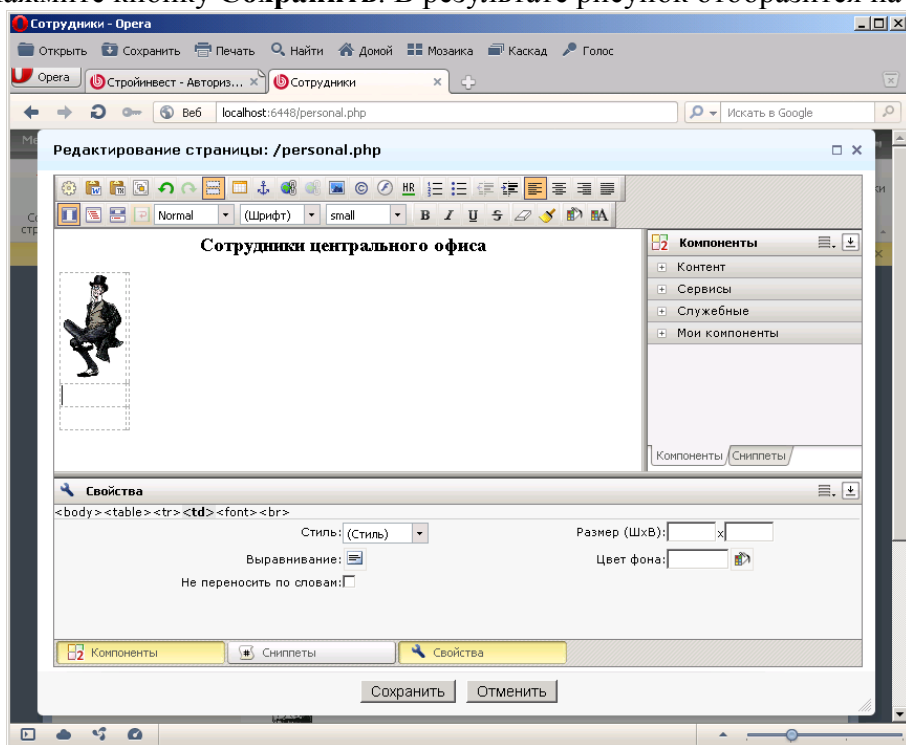 ажмите кнопку Сохранить. В результате рисунок отобразится на
Сотрудники - Opera
Открыть Сохранить Печать Найти Домой Мозаика Каскад Голос
Opera Стройинвест - Авториз... Сотрудники
Веб localhost:6448/personal.php Искать в Google
Редактирование страницы: /personal.php
HR
Normal (Шрифт) small B I U S
Сотрудники центрального офиса
Компоненты
Контент
Сервисы
Служебные
Мои компоненты
Компоненты Сниппеты
Свойства
<body><table><tr><td><font><br>
Стиль: (Стиль) Размер (ШхВ): x
Выравнивание: Цвет фона:
Не переносить по словам:
Компоненты Сниппеты Свойства
Сохранить Отменить